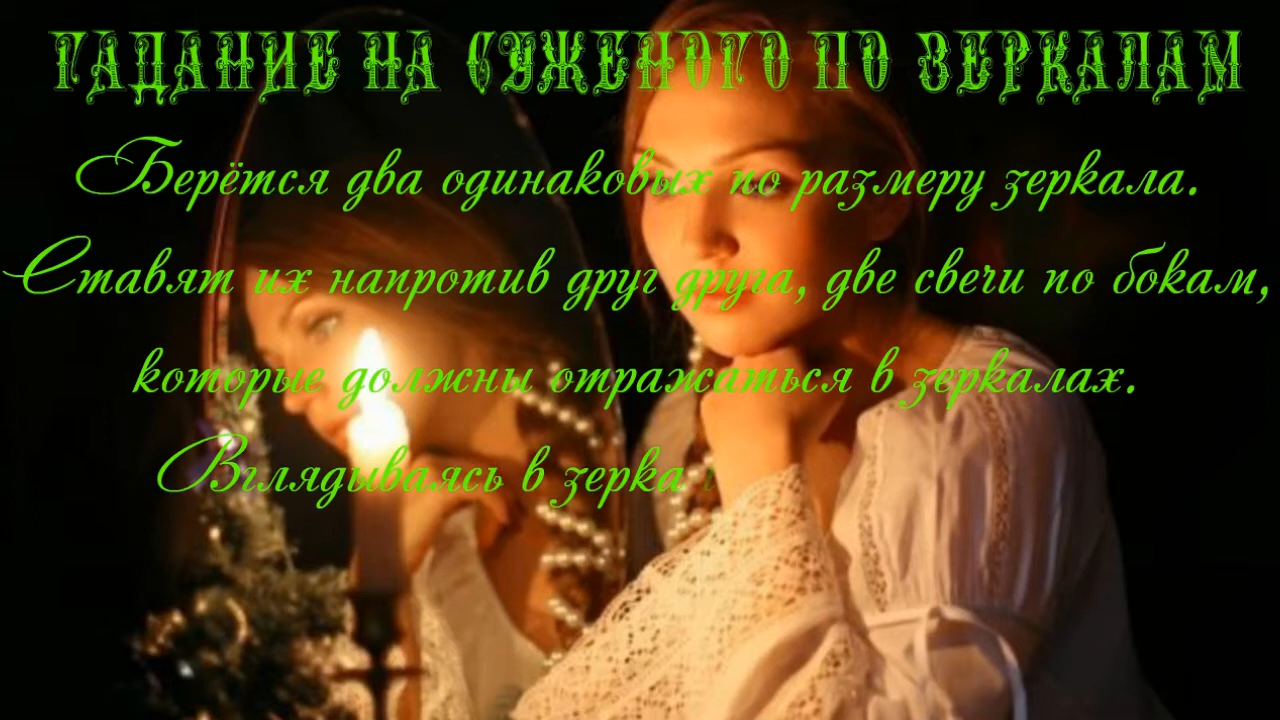 ГАДАНИЕ НА СУЖЕНОГО ПО ЗЕРКАЛАМ
Берётся два одинаковых по размеру зеркала.
Ставят их напротив друг друга, две свечи по бокам,
которые должны отражаться в зеркалах.
Вглядываясь в зерка